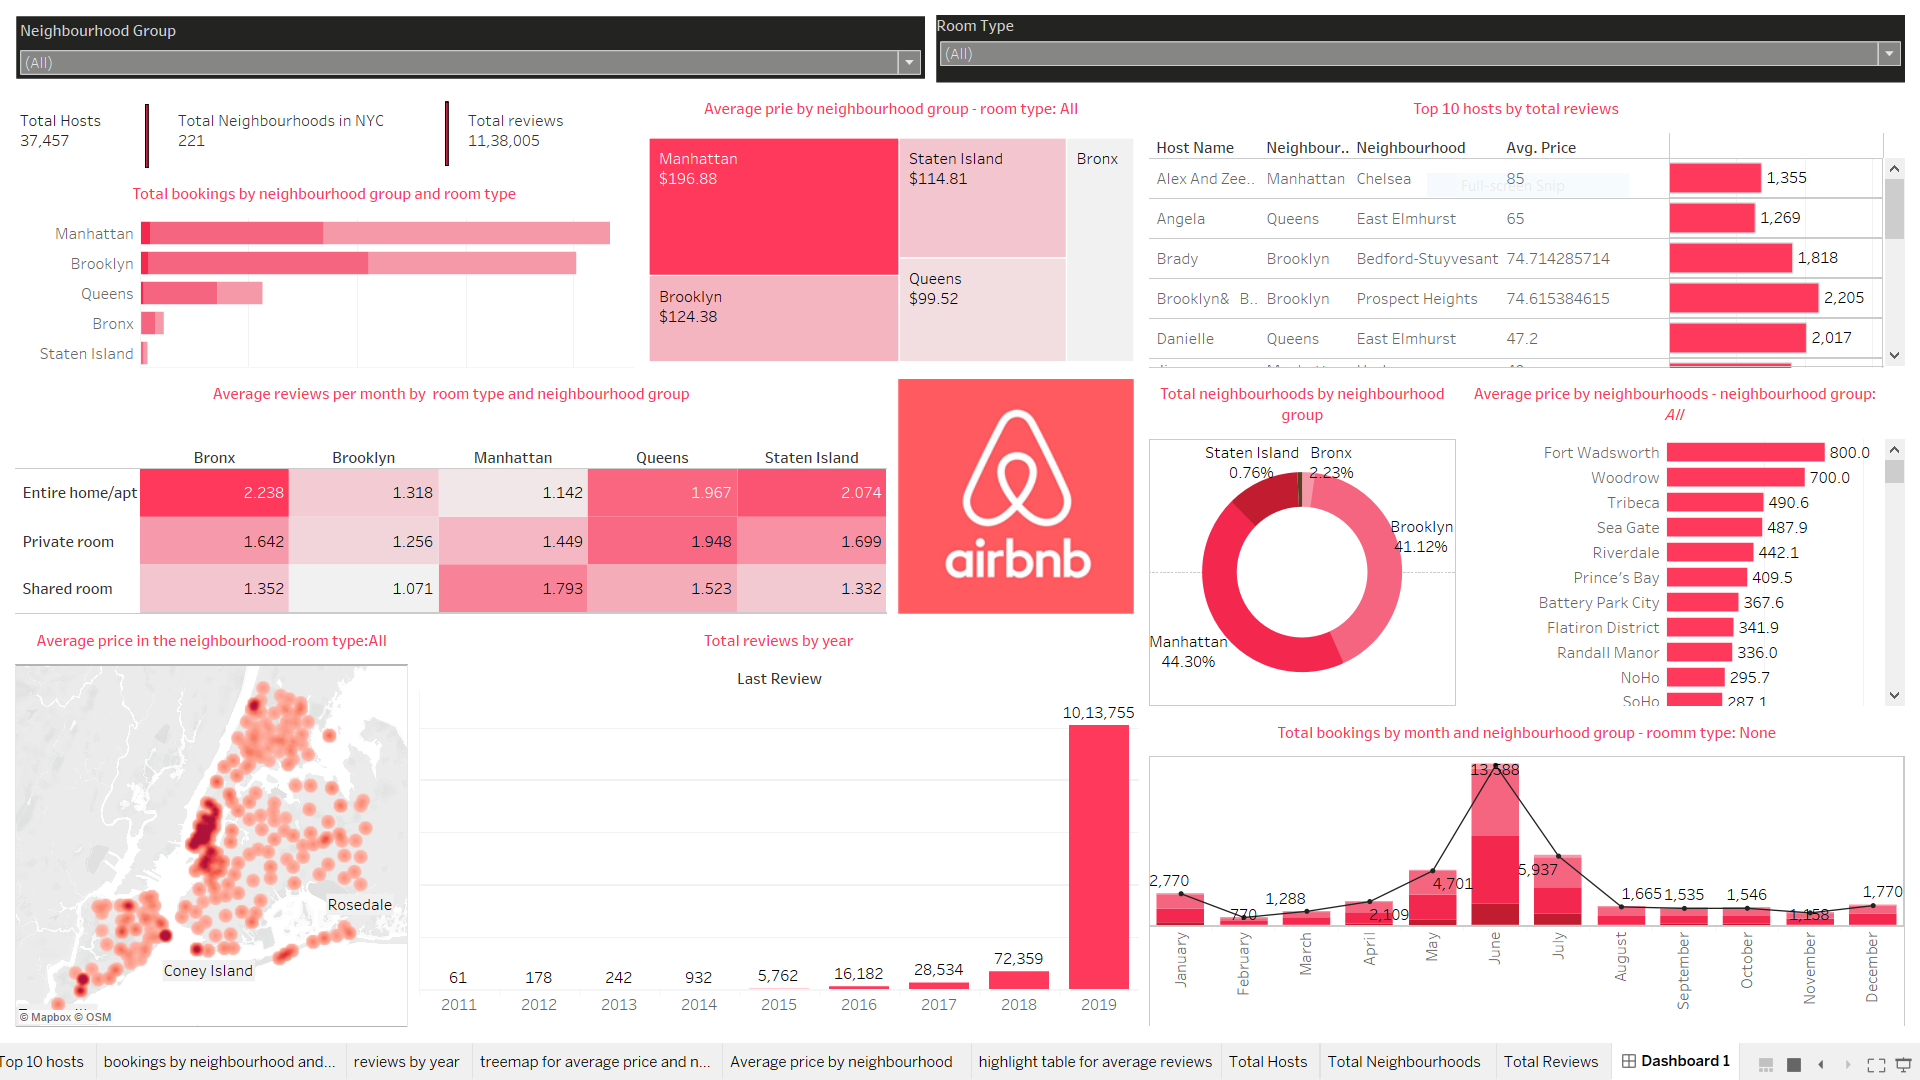 Neighbourhood Group
(All)
Room Type
(All)
Total Hosts
37,457
Total Neighbourhoods in NYC
221
Total reviews
11,38,005
Total bookings by neighbourhood group and room type
Manhattan
Brooklyn
Queens
Bronx
Staten Island
Average prie by neighbourhood group - room type: All
Manhattan
$196.88
Staten Island
$114.81
Bronx
Brooklyn
$124.38
Queens
$99.52
Top 10 hosts by total reviews
Host Name Neighbour.. Neighbourhood Avg. Price
Alex And Zee.. Manhattan Chelsea 85 1,355
Full-screen Snip
Angela Queens East Elmhurst 65 1,269
Brady Brooklyn Bedford-Stuyvesant 74.714285714 1,818
Brooklyn& B.. Brooklyn Prospect Heights 74.615384615 2,205
Danielle Queens East Elmhurst 47.2 2,017
Average reviews per month by room type and neighbourhood group
Bronx Brooklyn Manhattan Queens Staten Island
Entire home/apt 2.238 1.318 1.142 1.967 2.074
Private room 1.642 1.256 1.449 1.948 1.699
Shared room 1.352 1.071 1.793 1.523 1.332
airbnb
Total neighbourhoods by neighbourhood
group
Staten Island
0.76%
Bronx
2.23%
Brooklyn
41.12%
Manhattan
44.30%
Average price by neighbourhoods - neighbourhood group:
All
Fort Wadsworth 800.0
Woodrow 700.0
Tribeca 490.6
Sea Gate 487.9
Riverdale 442.1
Prince's Bay 409.5
Battery Park City 367.6
Flatiron District 341.9
Randall Manor 336.0
NoHo 295.7
SoHo 287.1
Average price in the neighbourhood-room type:All
Rosedale
Coney Island
© Mapbox © OSM
Total reviews by year
Last Review
61 178 242 932 5,762 16,182 28,534 72,359 10,13,755
2011 2012 2013 2014 2015 2016 2017 2018 2019
Total bookings by month and neighbourhood group - roomm type: None
2,770 770 1,288 2,109 4,701 13,588 5,937 1,665 1,535 1,546 1,158 1,770
January February March April May June July August September October November December
Top 10 hosts
bookings by neighbourhood and...
reviews by year
treemap for average price and n...
Average price by neighbourhood
highlight table for average reviews
Total Hosts
Total Neighbourhoods
Total Reviews
Dashboard 1